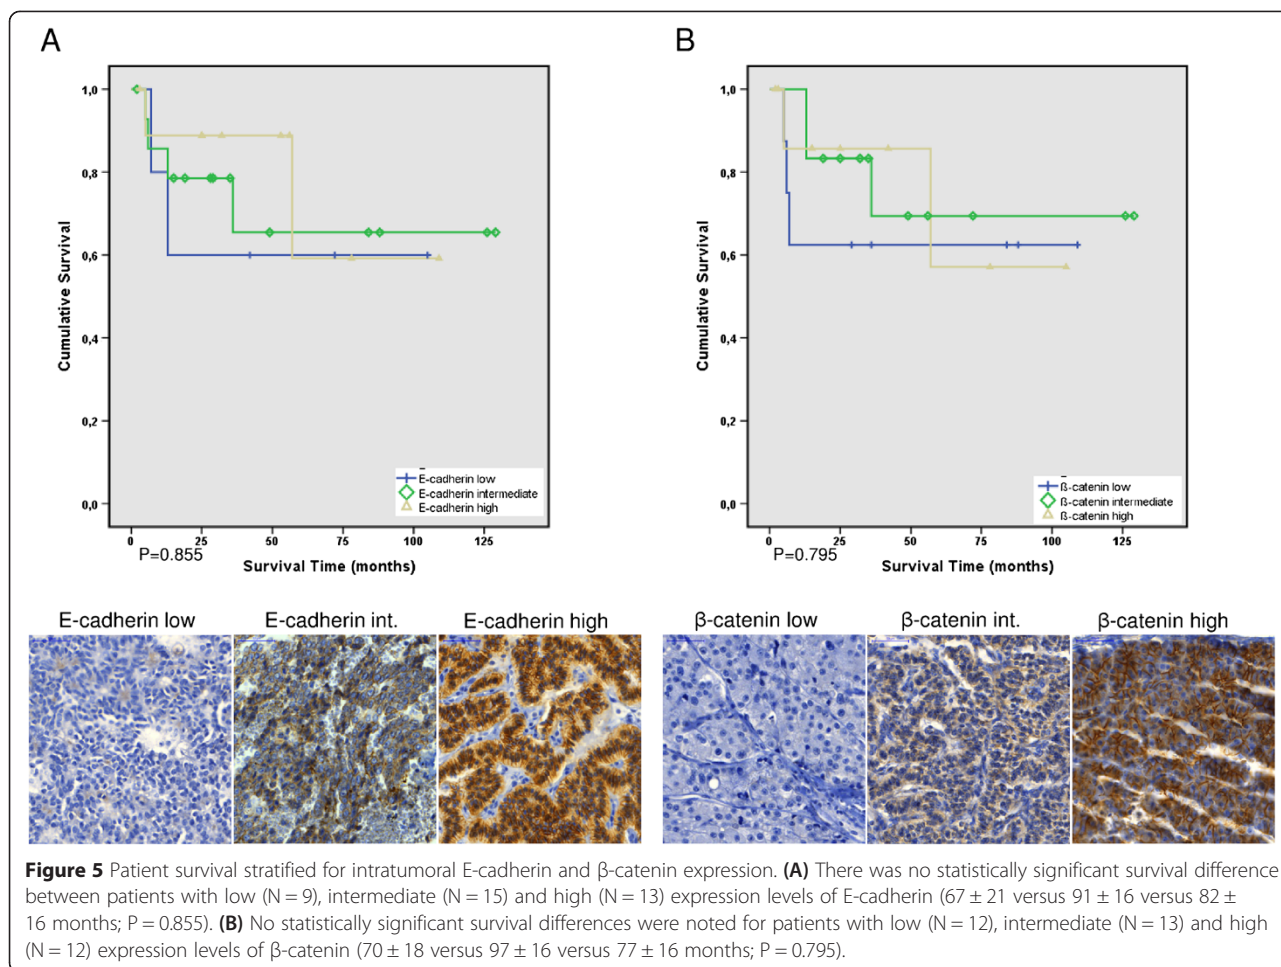 A
1,0
0,8
0,6
0,4
0,2
0,0
Cumulative Survival
E-cadherin low
E-cadherin intermediate
E-cadherin high
0 25 50 75 100 125
P=0.855
Survival Time (months)
B
1,0
0,8
0,6
0,4
0,2
0,0
Cumulative Survival
ß-catenin low
ß-catenin intermediate
ß-catenin high
0 25 50 75 100 125
P=0.795
Survival Time (months)
E-cadherin low E-cadherin int. E-cadherin high
β-catenin low β-catenin int. β-catenin high
Figure 5 Patient survival stratified for intratumoral E-cadherin and β-catenin expression. (A) There was no statistically significant survival difference
between patients with low (N = 9), intermediate (N = 15) and high (N = 13) expression levels of E-cadherin (67 ± 21 versus 91 ± 16 versus 82 ±
16 months; P = 0.855). (B) No statistically significant survival differences were noted for patients with low (N = 12), intermediate (N = 13) and high
(N = 12) expression levels of β-catenin (70 ± 18 versus 97 ± 16 versus 77 ± 16 months; P = 0.795).